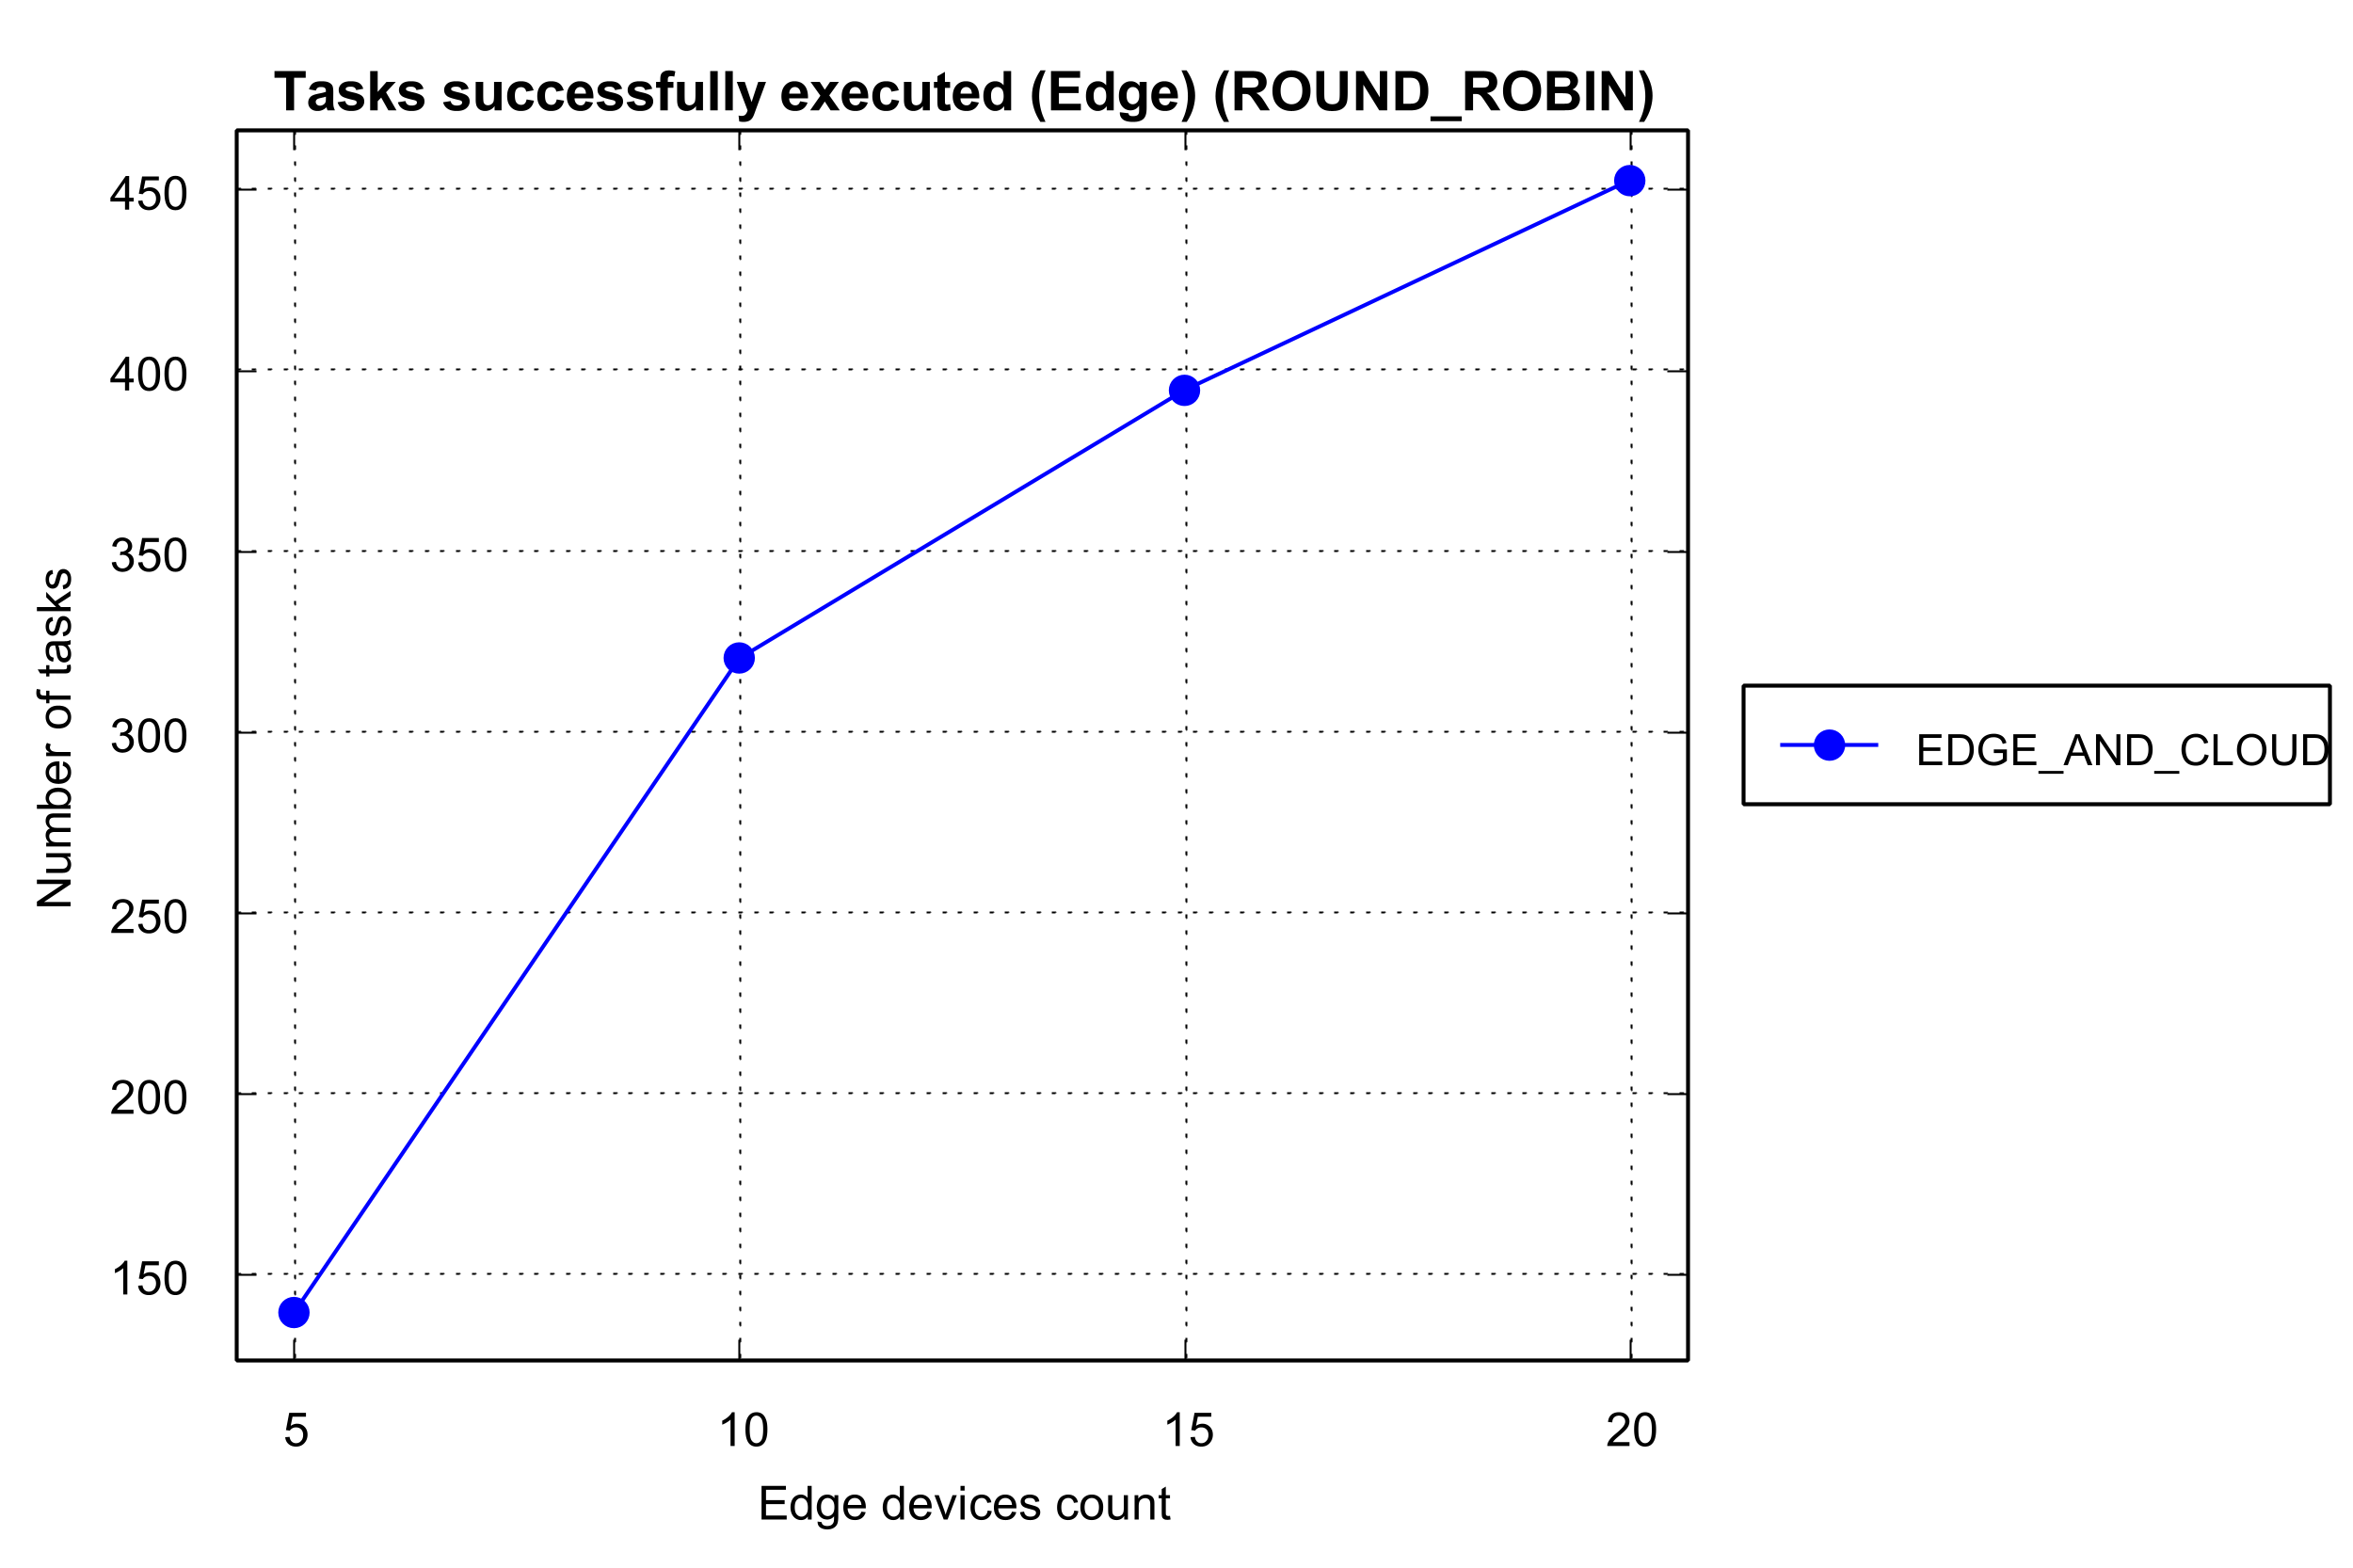 Tasks successfully executed (Edge) (ROUND_ROBIN)
450
400
350
300
250
200
150
Number of tasks
5 10 15 20
Edge devices count
EDGE_AND_CLOUD